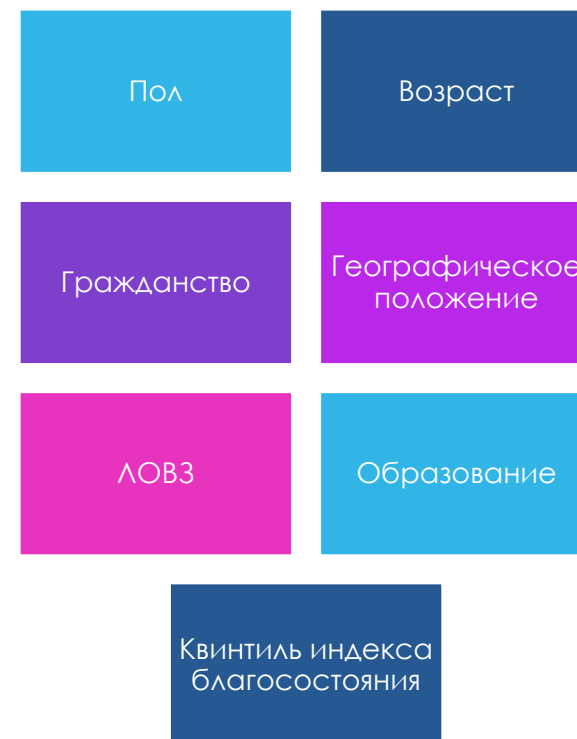 Пол
Возраст
Гражданство
Географическое
положение
ЛОВЗ
Образование
Квинтиль индекса
благосостояния